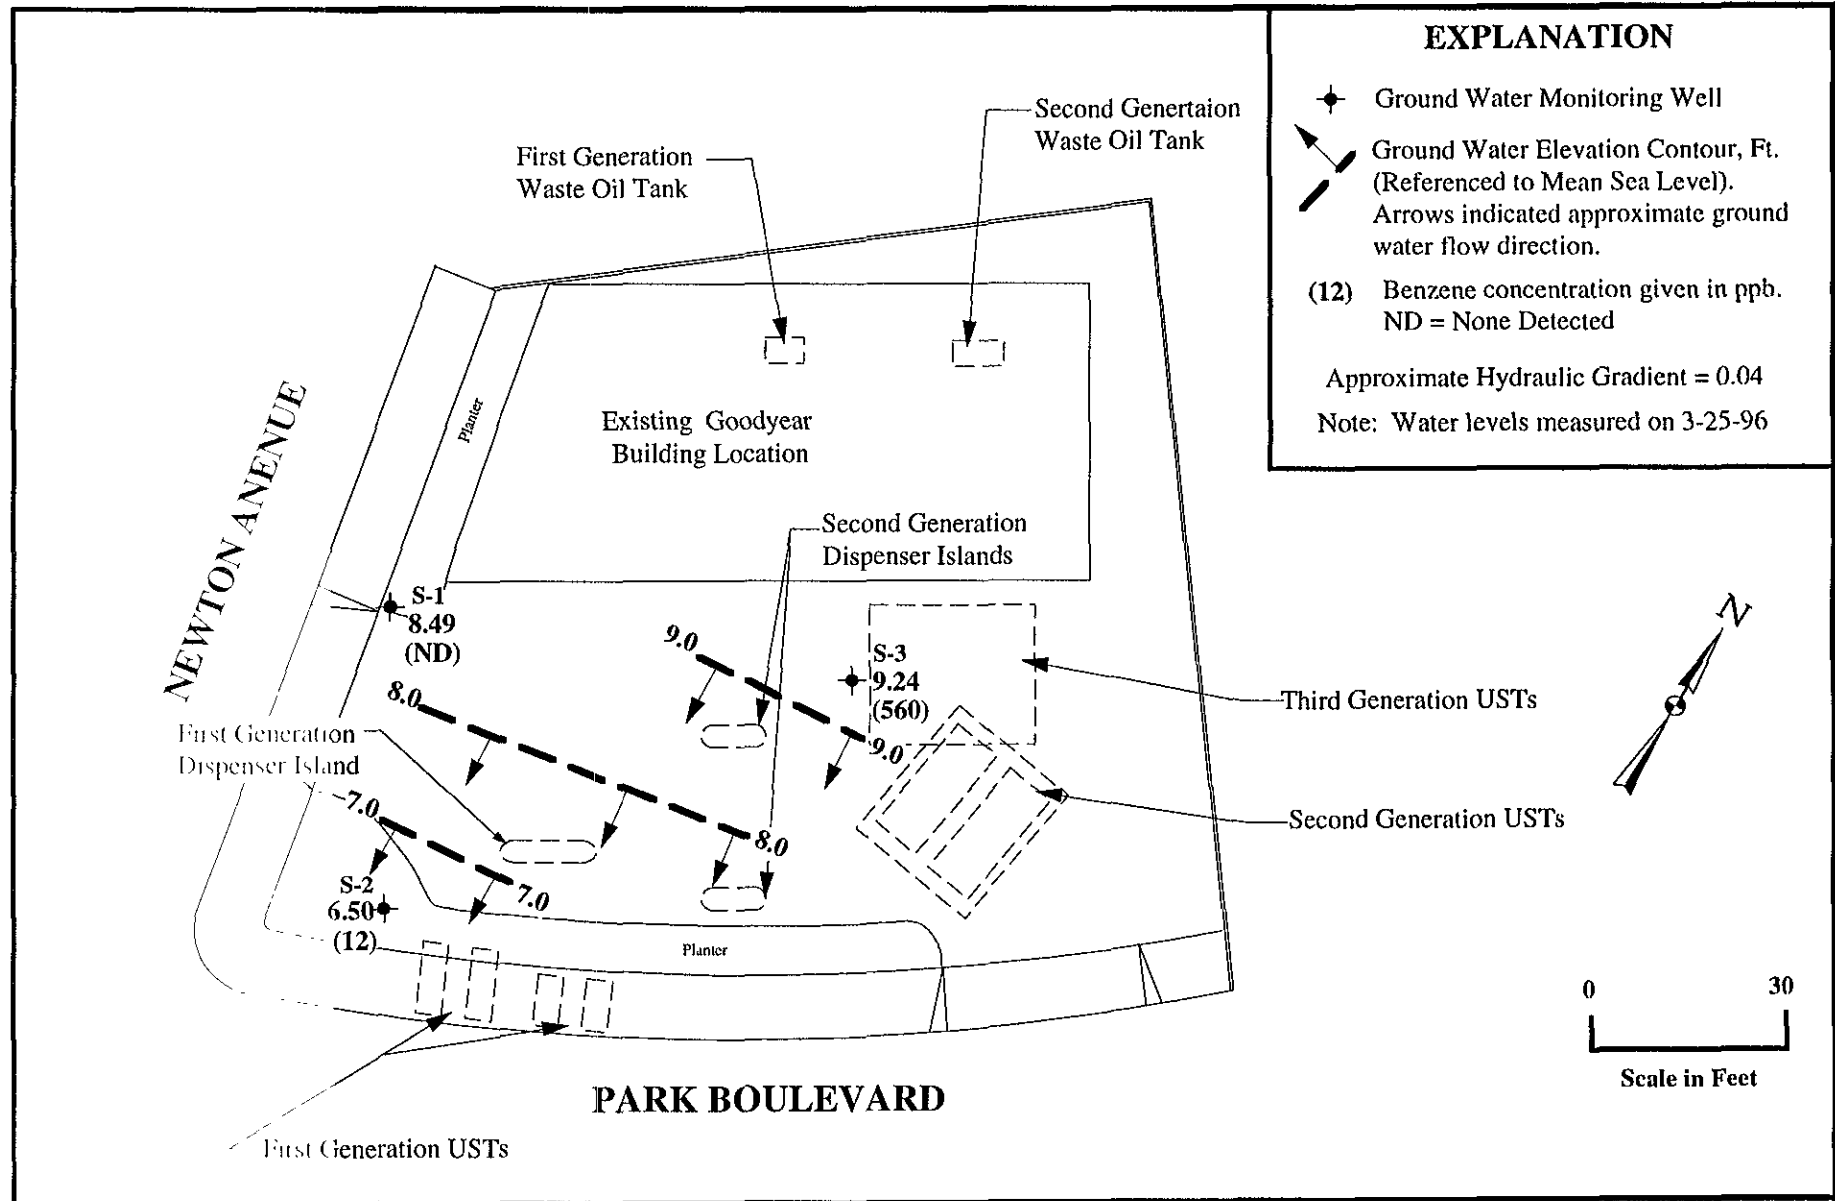 EXPLANATION
Ground Water Monitoring Well
Ground Water Elevation Contour, Ft.
(Referenced to Mean Sea Level).
Arrows indicated approximate ground
water flow direction.
(12) Benzene concentration given in ppb.
ND = None Detected
Approximate Hydraulic Gradient = 0.04
Note: Water levels measured on 3-25-96
Second Genertaion
Waste Oil Tank
First Generation
Waste Oil Tank
Planter
Existing Goodyear
Building Location
NEWTON ANENUE
Second Generation
Dispenser Islands
S-1
8.49
(ND)
9.0
S-3
9.24
(560)
9.0
8.0
8.0
First Generation
Dispenser Island
7.0
7.0
S-2
6.50
(12)
Third Generation USTs
Second Generation USTs
Planter
N
0 30
Scale in Feet
PARK BOULEVARD
First Generation USTs